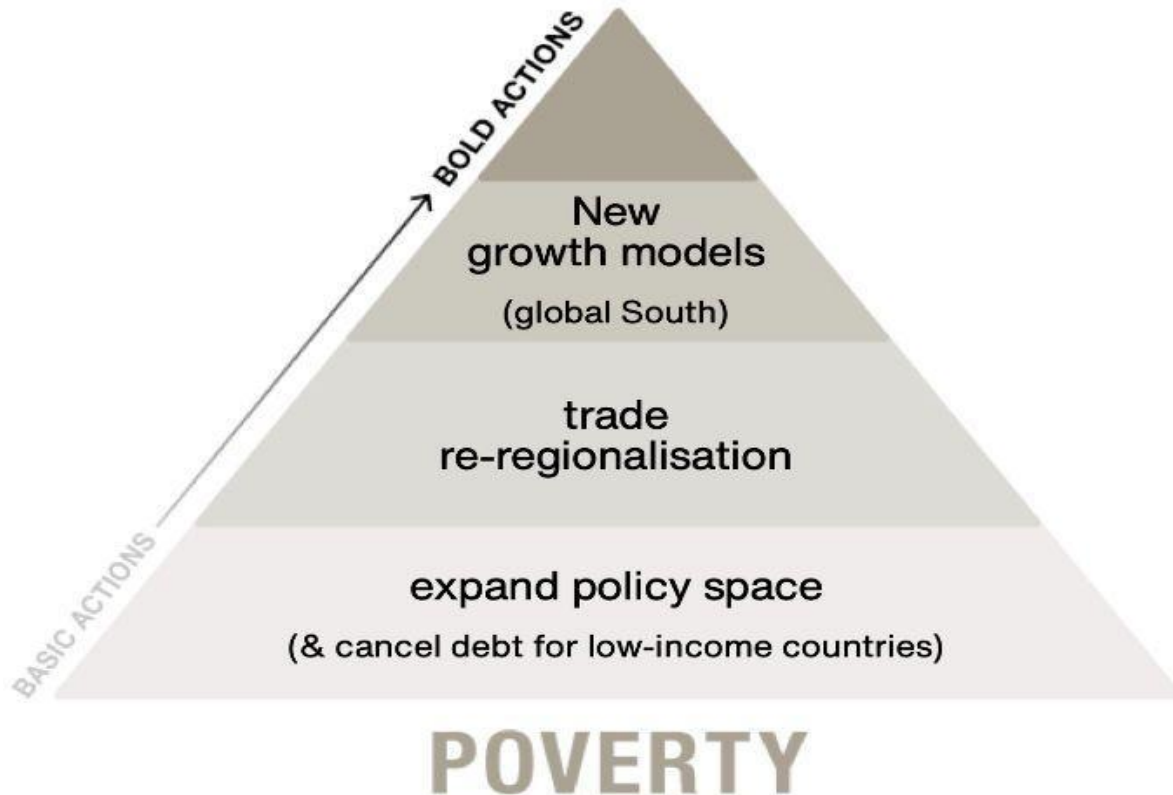 BOLD ACTIONS
New
growth models
(global South)
trade
re-regionalisation
BASIC ACTIONS
expand policy space
(& cancel debt for low-income countries)
POVERTY